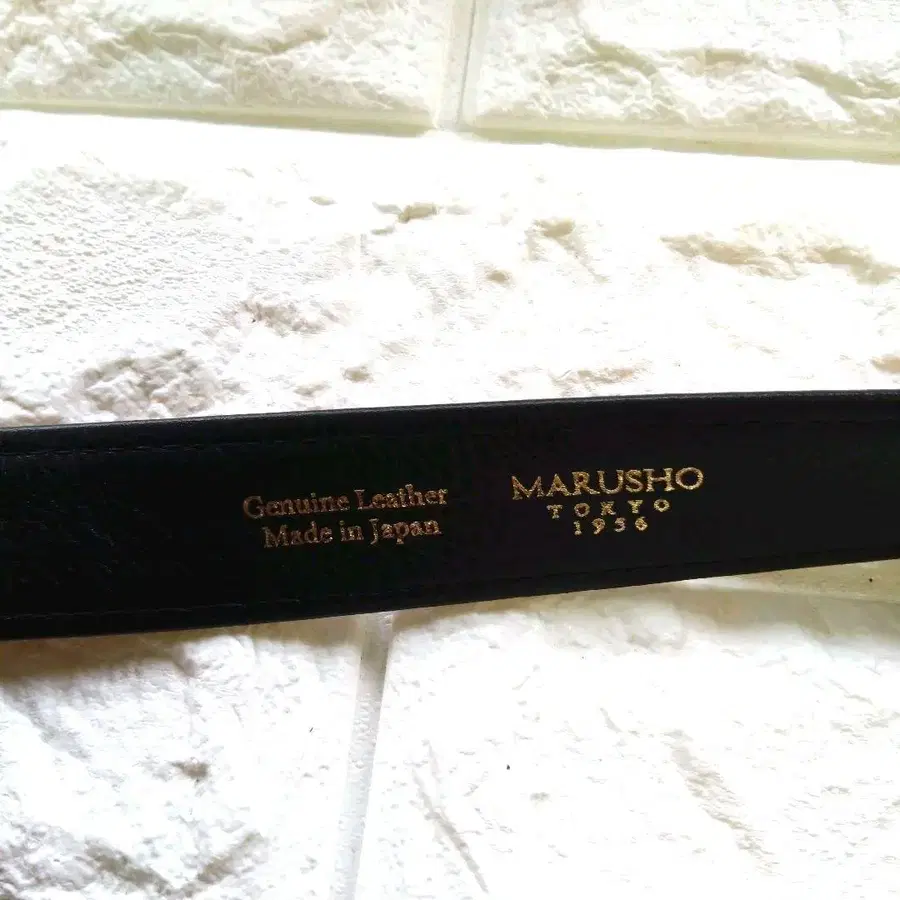 Genuine Leather
Made in Japan
MARUSHO
TOKYO
1956